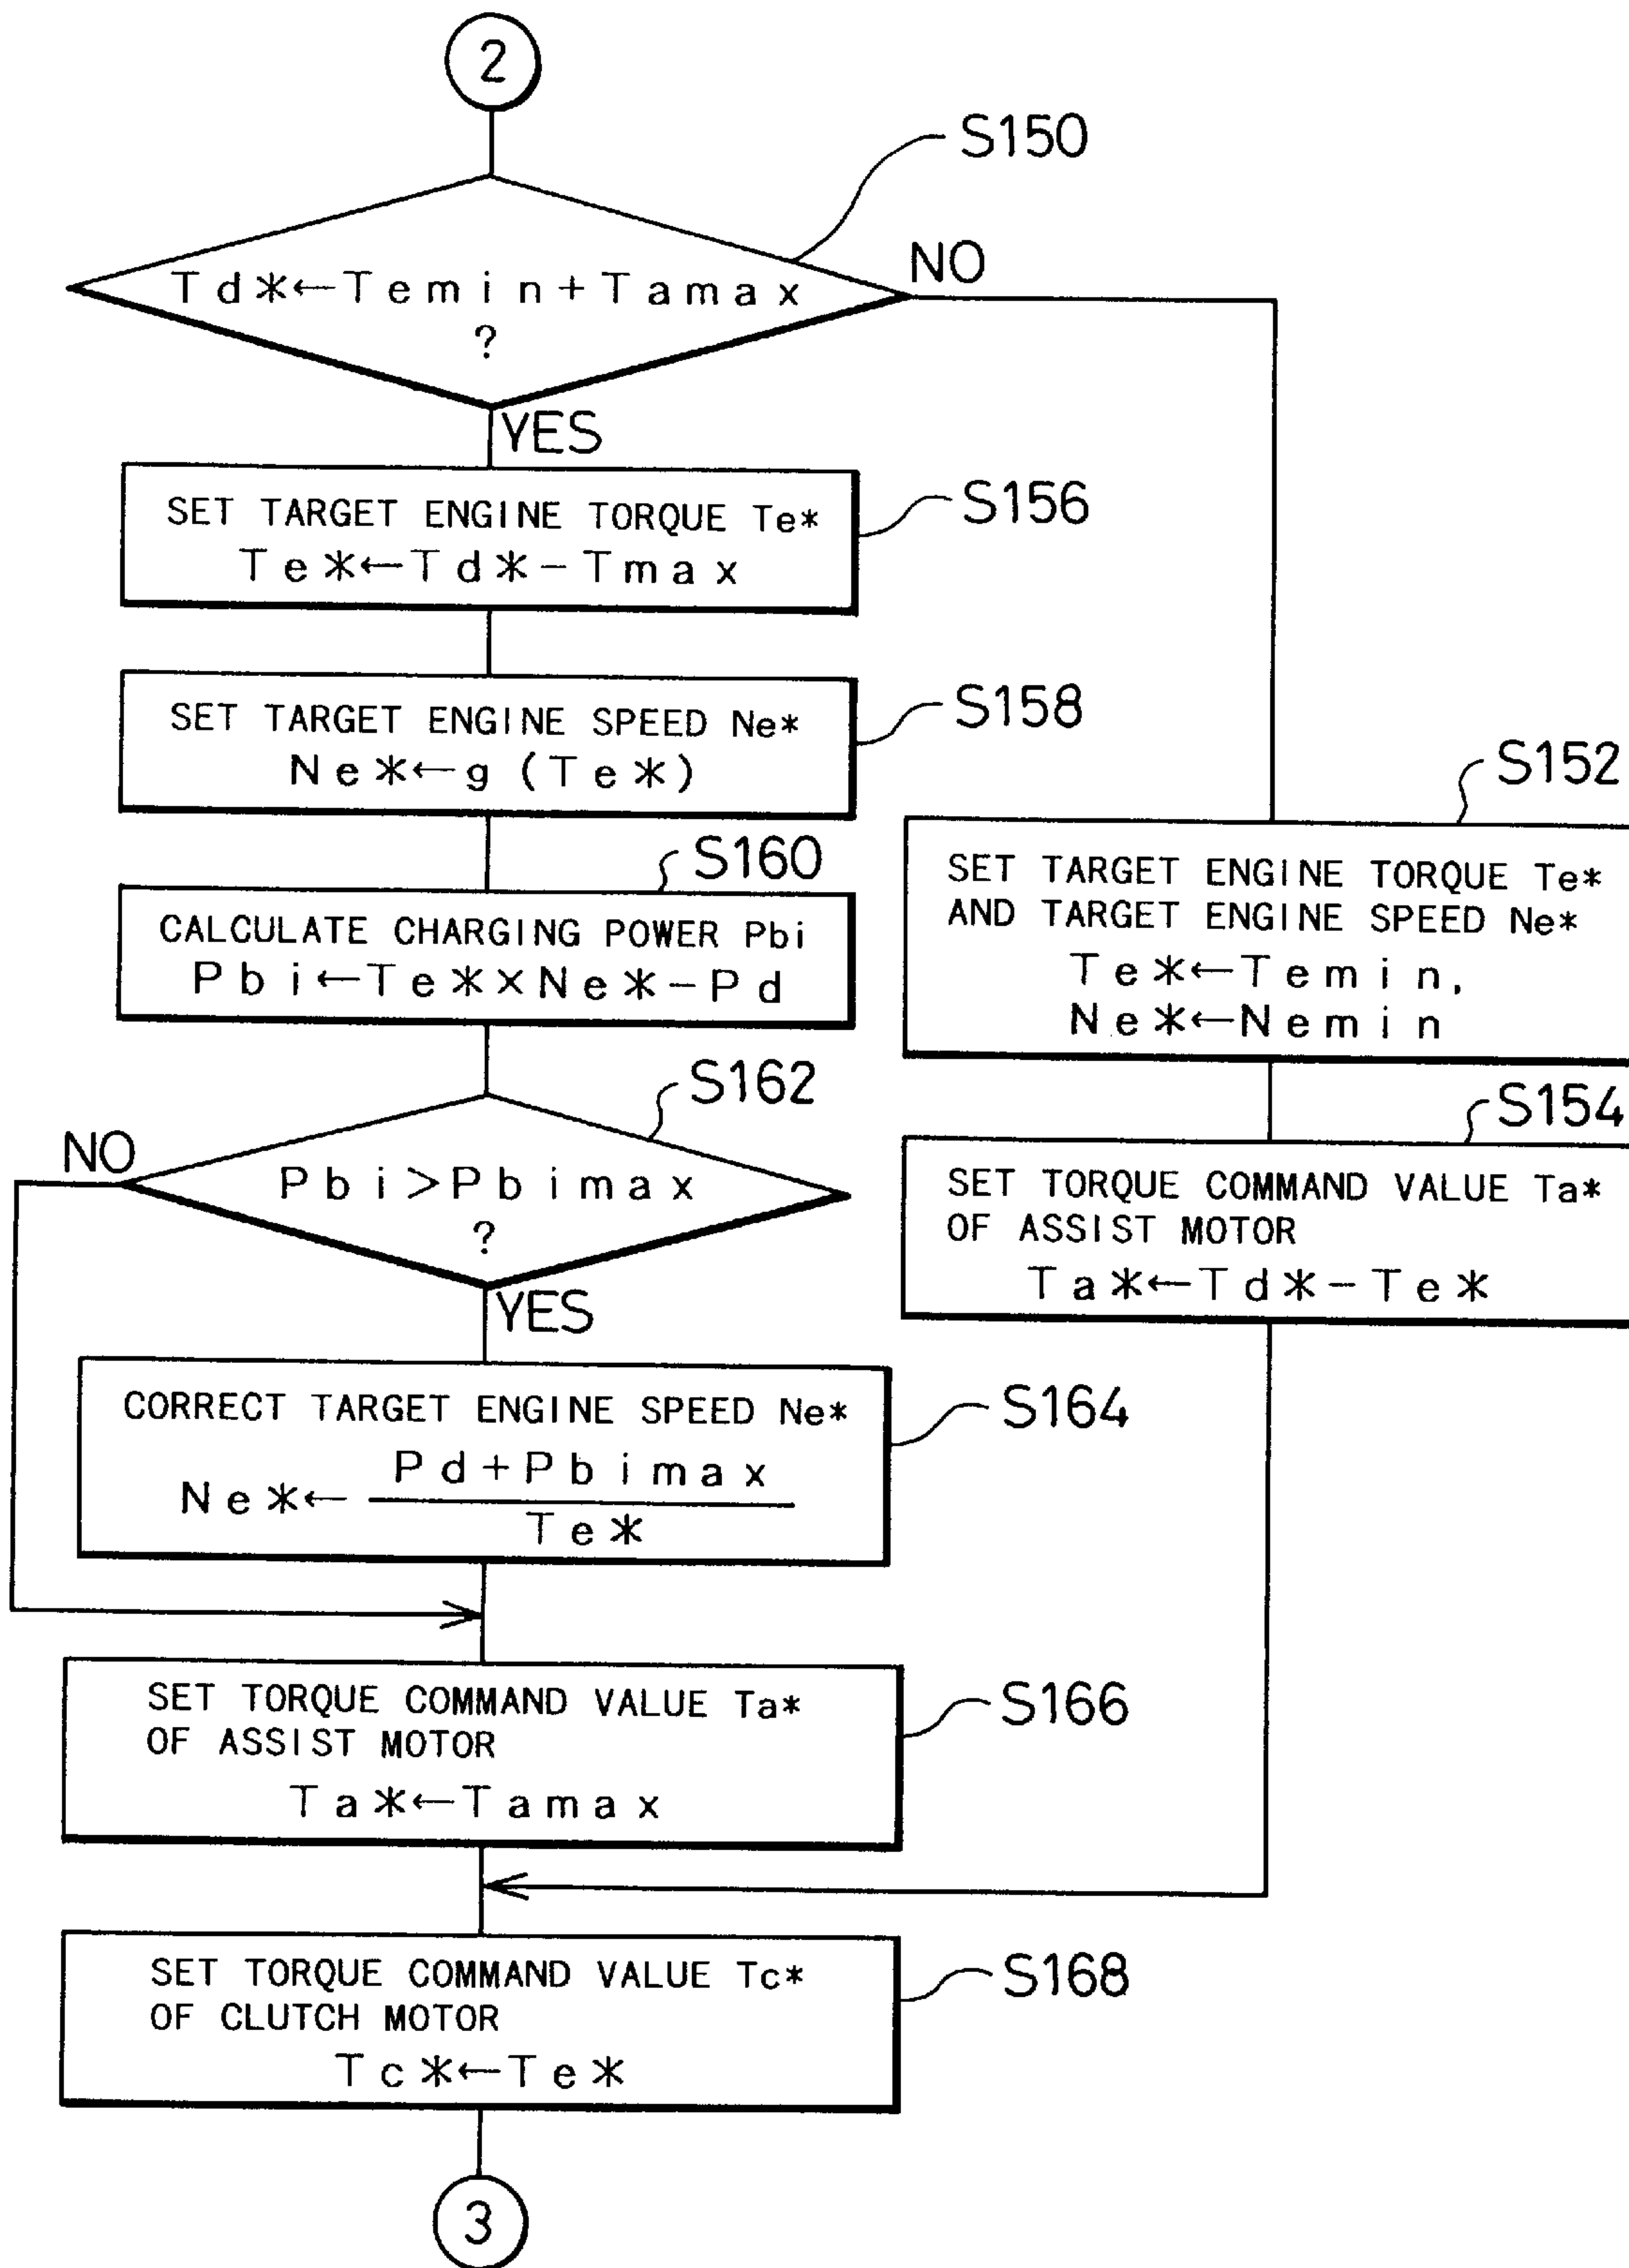 2
S150
Td*←Temin+Tamax
?
NO
YES
SET TARGET ENGINE TORQUE Te*
Te*←Td*-Tmax
S156
SET TARGET ENGINE SPEED Ne*
Ne*←g (Te*)
S158
S160
CALCULATE CHARGING POWER Pbi
Pbi←Te*×Ne*-Pd
S162
NO
Pbi>Pbimax
?
YES
CORRECT TARGET ENGINE SPEED Ne*
Pd+Pbimax
Ne*←
Te*
S164
SET TORQUE COMMAND VALUE Ta*
OF ASSIST MOTOR
Ta*←Tamax
S166
S152
SET TARGET ENGINE TORQUE Te*
AND TARGET ENGINE SPEED Ne*
Te*←Temin,
Ne*←Nemin
S154
SET TORQUE COMMAND VALUE Ta*
OF ASSIST MOTOR
Ta*←Td*-Te*
SET TORQUE COMMAND VALUE Tc*
OF CLUTCH MOTOR
Tc*←Te*
S168
3